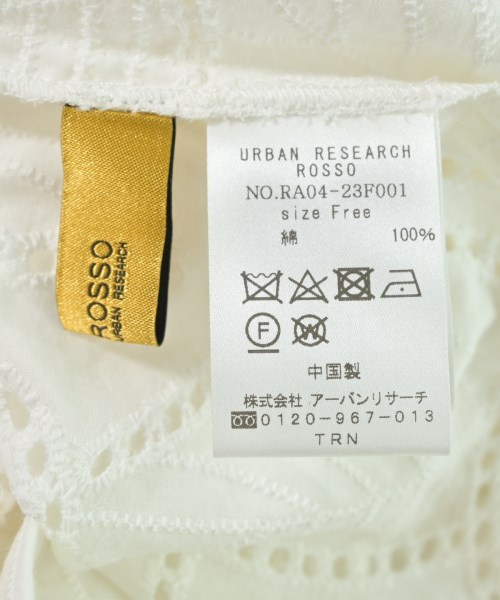 URBAN RESEARCH
ROSSO
NO.RA04-23F001
size Free
綿 100%
F W
中国製
株式会社 アーバンリサーチ
0120-967-013
TRN
ROSSO
URBAN RESEARCH